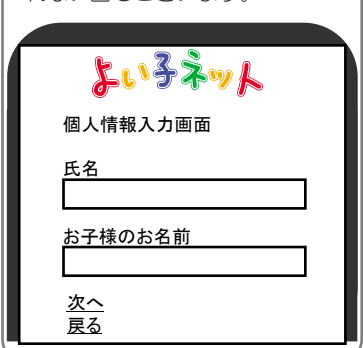 よい子ネット
個人情報入力画面
氏名
お子様のお名前
次へ
戻る